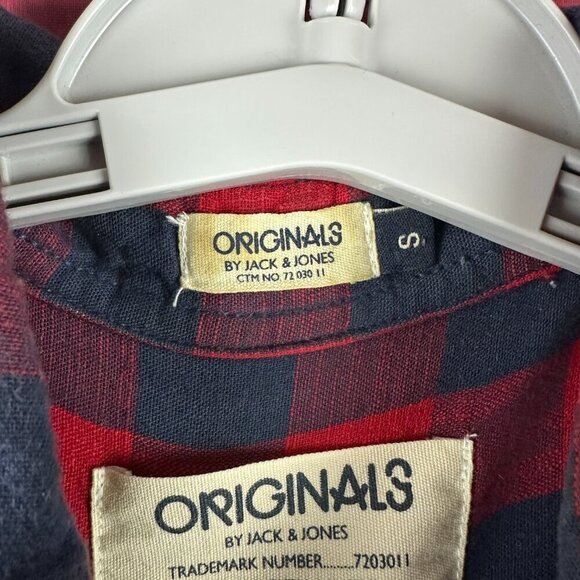 ORIGINALS
BY JACK & JONES
CTM NO. 72 030 11
S
ORIGINALS
BY JACK & JONES
TRADEMARK NUMBER........7203011